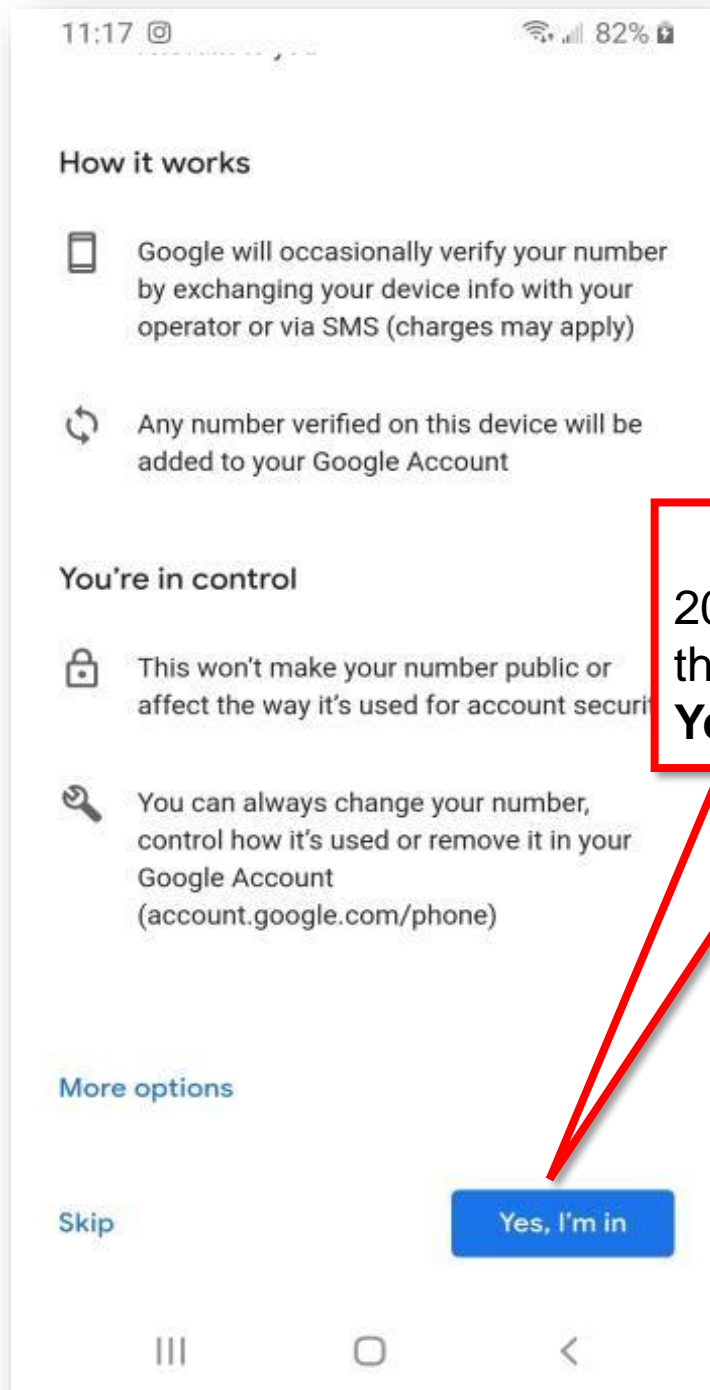 11:17 82%
How it works
Google will occasionally verify your number
by exchanging your device info with your
operator or via SMS (charges may apply)
Any number verified on this device will be
added to your Google Account
You're in control
This won't make your number public or
affect the way it's used for account securit
You can always change your number,
control how it's used or remove it in your
Google Account
(account.google.com/phone)
More options
Skip
Yes, I'm in